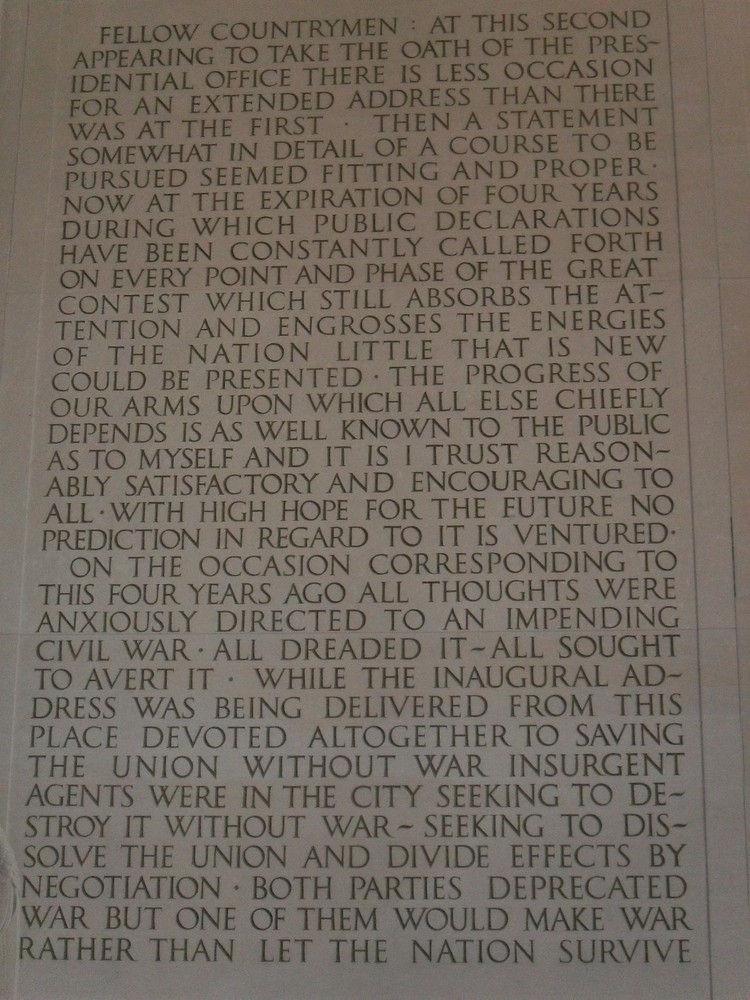 FELLOW COUNTRYMEN : AT THIS SECOND
APPEARING TO TAKE THE OATH OF THE PRES~
IDENTIAL OFFICE THERE IS LESS OCCASION
FOR AN EXTENDED ADDRESS THAN THERE
WAS AT THE FIRST · THEN A STATEMENT
SOMEWHAT IN DETAIL OF A COURSE TO BE
PURSUED SEEMED FITTING AND PROPER·
NOW AT THE EXPIRATION OF FOUR YEARS
DURING WHICH PUBLIC DECLARATIONS
HAVE BEEN CONSTANTLY CALLED FORTH
ON EVERY POINT AND PHASE OF THE GREAT
CONTEST WHICH STILL ABSORBS THE AT~
TENTION AND ENGROSSES THE ENERGIES
OF THE NATION LITTLE THAT IS NEW
COULD BE PRESENTED · THE PROGRESS OF
OUR ARMS UPON WHICH ALL ELSE CHIEFLY
DEPENDS IS AS WELL KNOWN TO THE PUBLIC
AS TO MYSELF AND IT IS I TRUST REASON~
ABLY SATISFACTORY AND ENCOURAGING TO
ALL · WITH HIGH HOPE FOR THE FUTURE NO
PREDICTION IN REGARD TO IT IS VENTURED·
ON THE OCCASION CORRESPONDING TO
THIS FOUR YEARS AGO ALL THOUGHTS WERE
ANXIOUSLY DIRECTED TO AN IMPENDING
CIVIL WAR · ALL DREADED IT ~ ALL SOUGHT
TO AVERT IT · WHILE THE INAUGURAL AD~
DRESS WAS BEING DELIVERED FROM THIS
PLACE DEVOTED ALTOGETHER TO SAVING
THE UNION WITHOUT WAR INSURGENT
AGENTS WERE IN THE CITY SEEKING TO DE~
STROY IT WITHOUT WAR ~ SEEKING TO DIS~
SOLVE THE UNION AND DIVIDE EFFECTS BY
NEGOTIATION · BOTH PARTIES DEPRECATED
WAR BUT ONE OF THEM WOULD MAKE WAR
RATHER THAN LET THE NATION SURVIVE